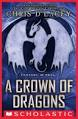 CHRIS D'LACEY
A CROWN OF
DRAGONS
SCHOLASTIC